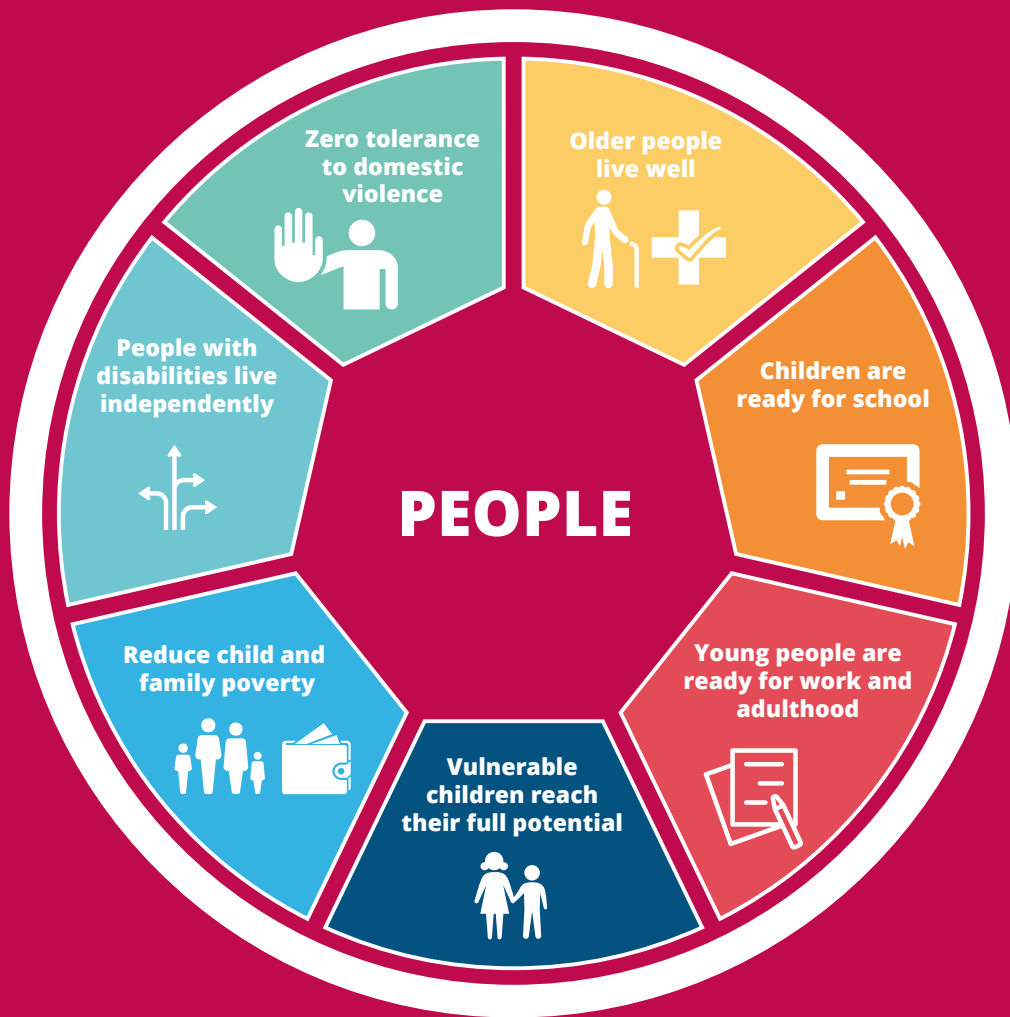 Zero tolerance
to domestic
violence
Older people
live well
People with
disabilities live
independently
Children are
ready for school
PEOPLE
Reduce child and
family poverty
Young people are
ready for work and
adulthood
Vulnerable
children reach
their full potential